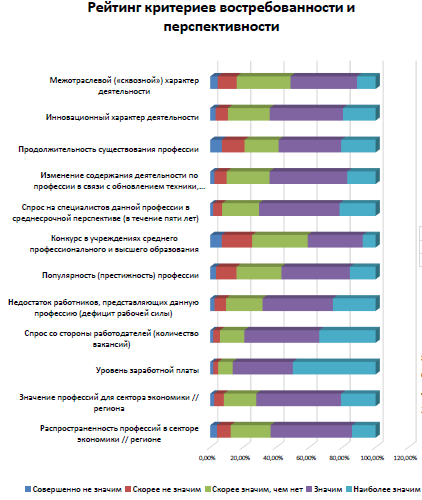 Рейтинг критериев востребованности и
перспективности
Межотраслевой («сквозной») характер
деятельности
Инновационный характер деятельности
Продолжительность существования профессии
Изменение содержания деятельности по
профессии в связи с обновлением техники,...
Спрос на специалистов данной профессии в
среднесрочной перспективе (в течение пяти лет)
Конкурс в учреждениях среднего
профессионального и высшего образования
Популярность (престижность) профессии
Недостаток работников, представляющих данную
профессию (дефицит рабочей силы)
Спрос со стороны работодателей (количество
вакансий)
Уровень заработной платы
Значение профессий для сектора экономики //
региона
Распространенность профессий в секторе
экономики // регионе
0,00% 20,00% 40,00% 60,00% 80,00% 100,00% 120,00%
Совершенно не значим Скорее не значим Скорее значим, чем нет Значим Наиболее значим